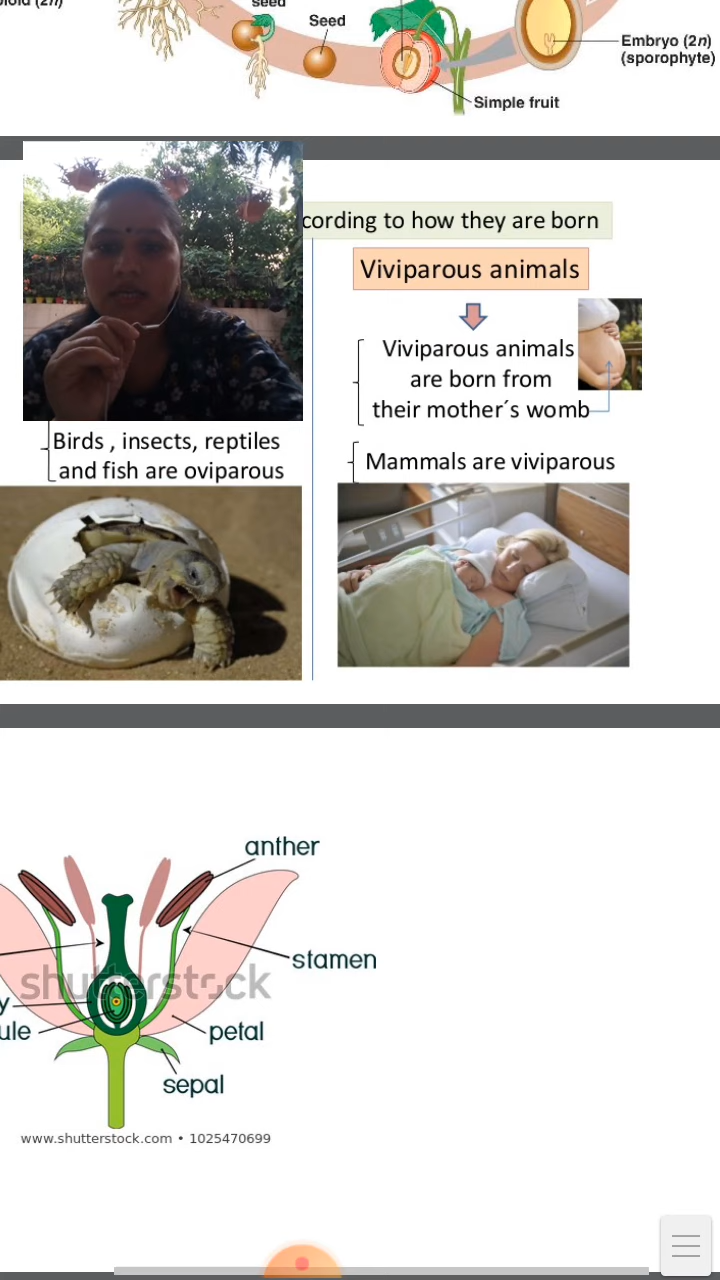 seed
Seed
Embryo (2n)
(sporophyte)
Simple fruit
cording to how they are born
Viviparous animals
Viviparous animals
are born from
their mother´s womb
Birds , insects, reptiles
and fish are oviparous
Mammals are viviparous
anther
stamen
petal
sepal
shutterstock
www.shutterstock.com • 1025470699